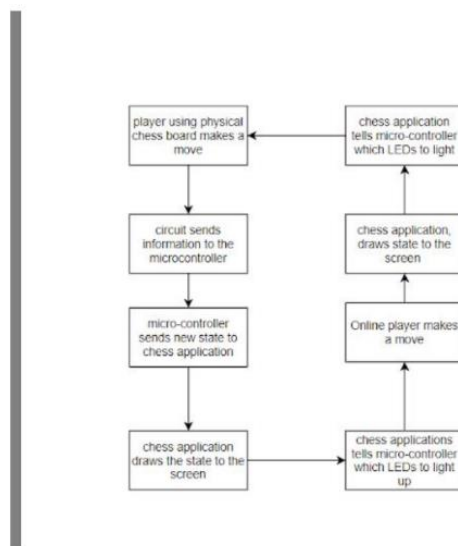 player using physical
chess board makes a
move
circuit sends
information to the
microcontroller
micro-controller
sends new state to
chess application
chess application
draws the state to the
screen
chess applications
tells micro-controller
which LEDs to light
up
Online player makes
a move
chess application,
draws state to the
screen
chess application
tells micro-controller
which LEDs to light